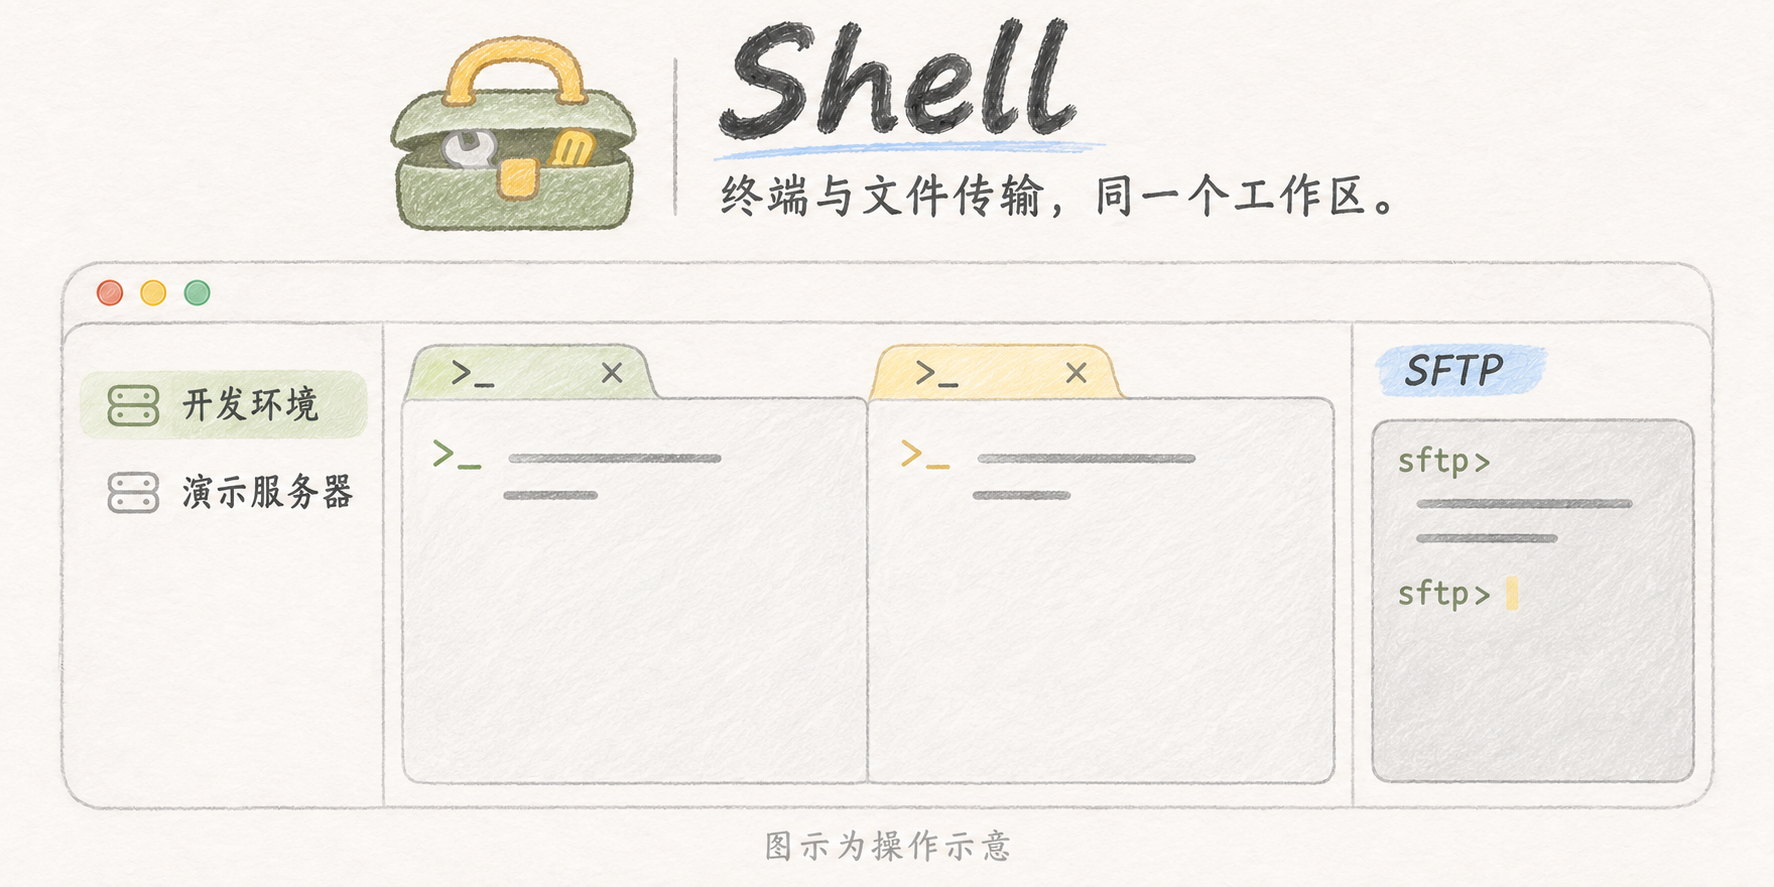 Shell
终端与文件传输，同一个工作区。
开发环境
演示服务器
>_ ×
>_
>_ ×
>_
SFTP
sftp>
sftp>
图示为操作示意